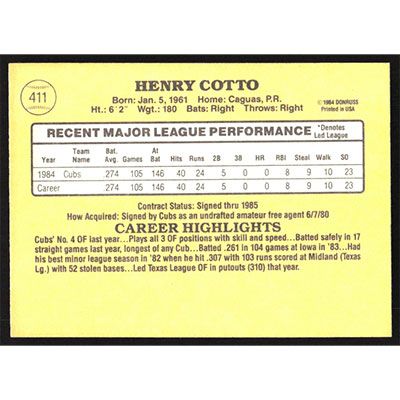 411
HENRY COTTO
Born: Jan. 5, 1961 Home: Caguas, P.R.
Ht.: 6'2" Wgt.: 180 Bats: Right Throws: Right
© 1984 DONRUSS
Printed in USA
RECENT MAJOR LEAGUE PERFORMANCE *Denotes Led League
Year Team Name Bat. Avg. Games At Bat Hits Runs 2B 3B HR RBI Steal Walk SO
1984 Cubs .274 105 146 40 24 0 0 0 8 9 10 23
Career .274 105 146 40 24 0 0 0 8 9 10 23
Contract Status: Signed thru 1985
How Acquired: Signed by Cubs as an undrafted amateur free agent 6/7/80
CAREER HIGHLIGHTS
Cubs' No. 4 OF last year...Plays all 3 OF positions with skill and speed...Batted safely in 17
straight games last year, longest of any Cub...Batted .261 in 104 games at Iowa in '83...Had
his best minor league season in '82 when he hit .307 with 103 runs scored at Midland (Texas
Lg.) with 52 stolen bases...Led Texas League OF in putouts (310) that year.